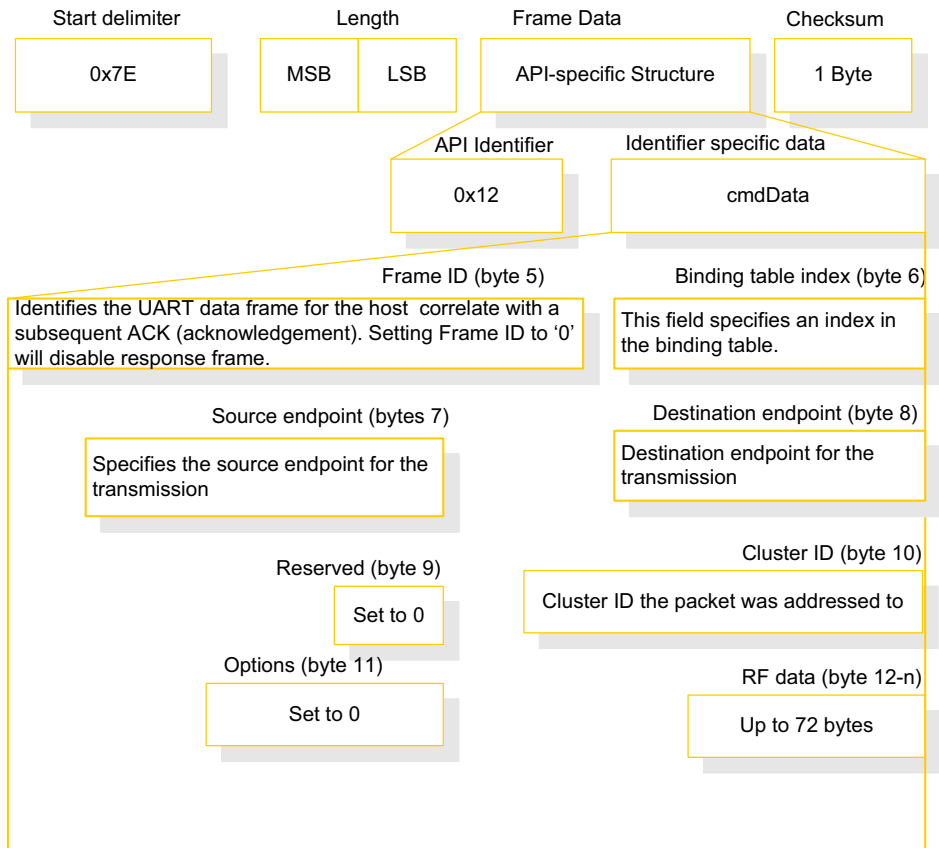 Start delimiter
Length
Frame Data
Checksum
0x7E
MSB
LSB
API-specific Structure
1 Byte
API Identifier
Identifier specific data
0x12
cmdData
Frame ID (byte 5)
Binding table index (byte 6)
Identifies the UART data frame for the host  correlate with a
subsequent ACK (acknowledgement). Setting Frame ID to ‘0’
will disable response frame.
This field specifies an index in
the binding table.
Source endpoint (bytes 7)
Destination endpoint (byte 8)
Specifies the source endpoint for the
transmission
Destination endpoint for the
transmission
Reserved (byte 9)
Cluster ID (byte 10)
Set to 0
Cluster ID the packet was addressed to
Options (byte 11)
RF data (byte 12-n)
Set to 0
Up to 72 bytes